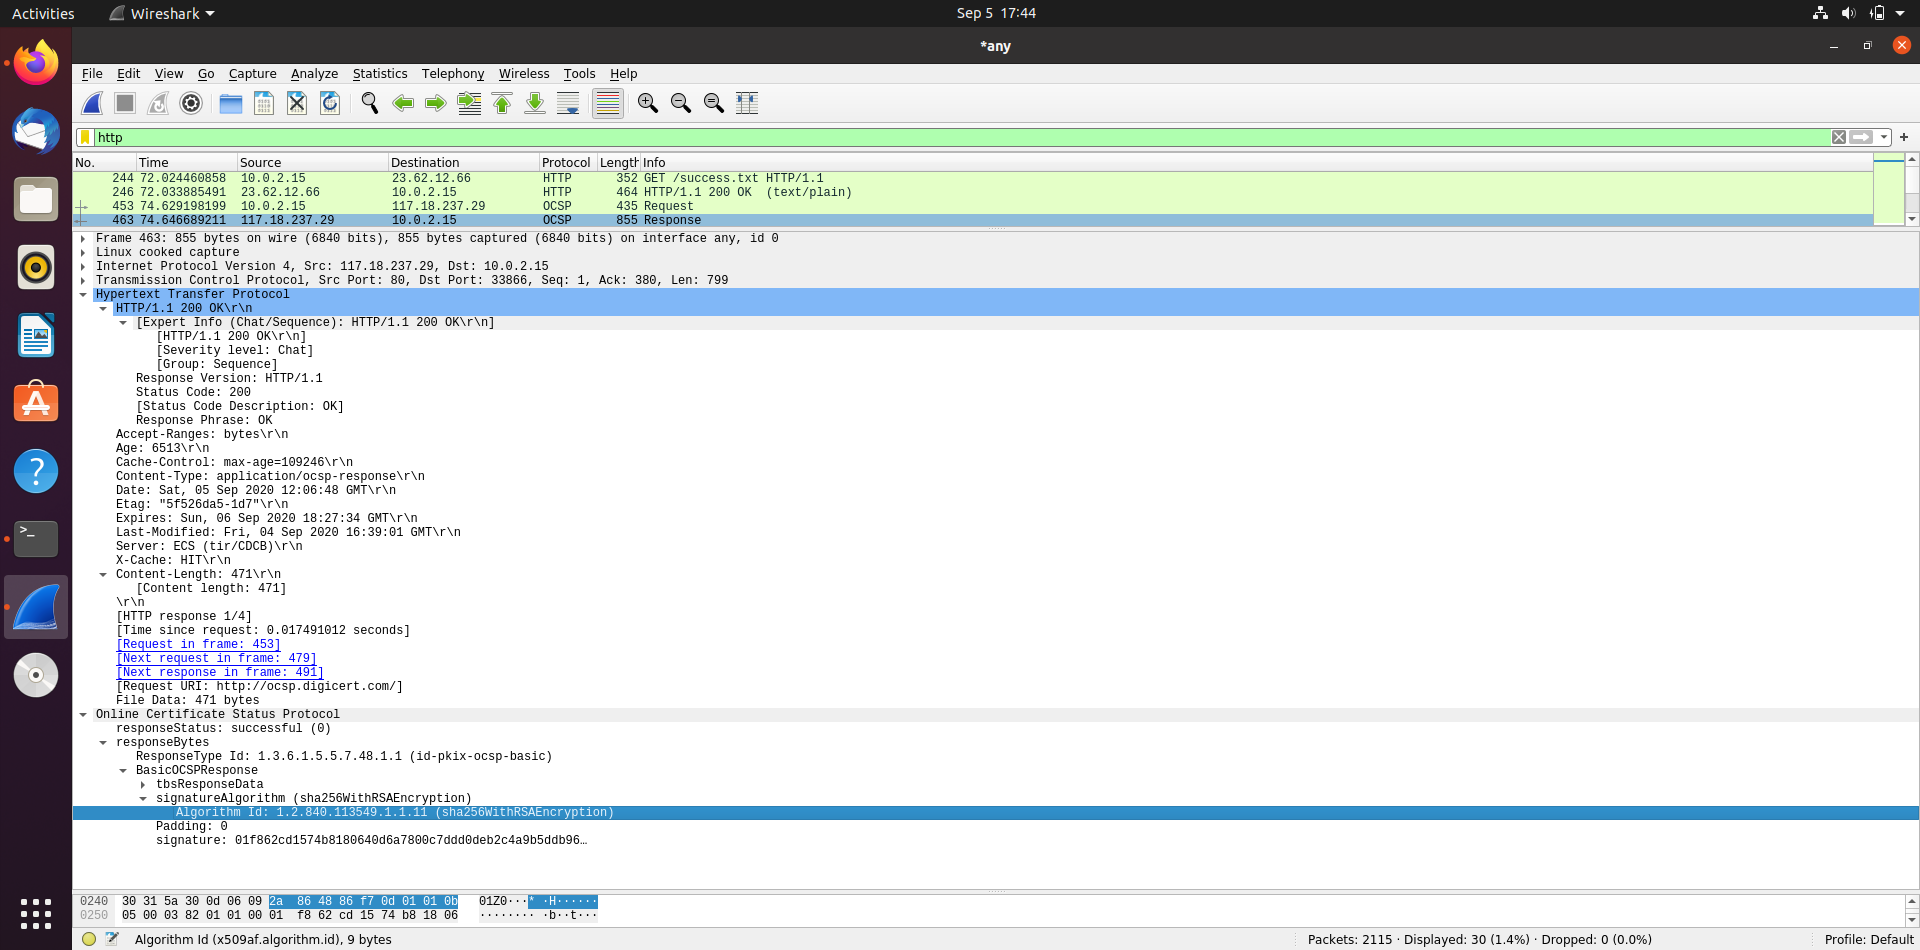 Activities Wireshark Sep 5 17:44
*any
File Edit View Go Capture Analyze Statistics Telephony Wireless Tools Help
http
No. Time Source Destination Protocol Length Info
244 72.024460858 10.0.2.15 23.62.12.66 HTTP 352 GET /success.txt HTTP/1.1
246 72.033885491 23.62.12.66 10.0.2.15 HTTP 464 HTTP/1.1 200 OK (text/plain)
453 74.629198199 10.0.2.15 117.18.237.29 OCSP 435 Request
463 74.646689211 117.18.237.29 10.0.2.15 OCSP 855 Response
Frame 463: 855 bytes on wire (6840 bits), 855 bytes captured (6840 bits) on interface any, id 0
Linux cooked capture
Internet Protocol Version 4, Src: 117.18.237.29, Dst: 10.0.2.15
Transmission Control Protocol, Src Port: 80, Dst Port: 33866, Seq: 1, Ack: 380, Len: 799
Hypertext Transfer Protocol
HTTP/1.1 200 OK\r\n
[Expert Info (Chat/Sequence): HTTP/1.1 200 OK\r\n]
[HTTP/1.1 200 OK\r\n]
[Severity level: Chat]
[Group: Sequence]
Response Version: HTTP/1.1
Status Code: 200
[Status Code Description: OK]
Response Phrase: OK
Accept-Ranges: bytes\r\n
Age: 6513\r\n
Cache-Control: max-age=109246\r\n
Content-Type: application/ocsp-response\r\n
Date: Sat, 05 Sep 2020 12:06:48 GMT\r\n
Etag: "5f526da5-1d7"\r\n
Expires: Sun, 06 Sep 2020 18:27:34 GMT\r\n
Last-Modified: Fri, 04 Sep 2020 16:39:01 GMT\r\n
Server: ECS (tir/CDCB)\r\n
X-Cache: HIT\r\n
Content-Length: 471\r\n
[Content length: 471]
\r\n
[HTTP response 1/4]
[Time since request: 0.017491012 seconds]
[Request in frame: 453]
[Next request in frame: 479]
[Next response in frame: 491]
[Request URI: http://ocsp.digicert.com/]
File Data: 471 bytes
Online Certificate Status Protocol
responseStatus: successful (0)
responseBytes
ResponseType Id: 1.3.6.1.5.5.7.48.1.1 (id-pkix-ocsp-basic)
BasicOCSPResponse
tbsResponseData
signatureAlgorithm (sha256WithRSAEncryption)
Algorithm Id: 1.2.840.113549.1.1.11 (sha256WithRSAEncryption)
Padding: 0
signature: 01f862cd1574b8180640d6a7800c7ddd0deb2c4a9b5ddb96…
0240 30 31 5a 30 0d 06 09 2a 86 48 86 f7 0d 01 01 0b 01Z0···* ·H······
0250 05 00 03 82 01 01 00 01 f8 62 cd 15 74 b8 18 06 ········ ·b··t···
Algorithm Id (x509af.algorithm.id), 9 bytes Packets: 2115 · Displayed: 30 (1.4%) · Dropped: 0 (0.0%) Profile: Default